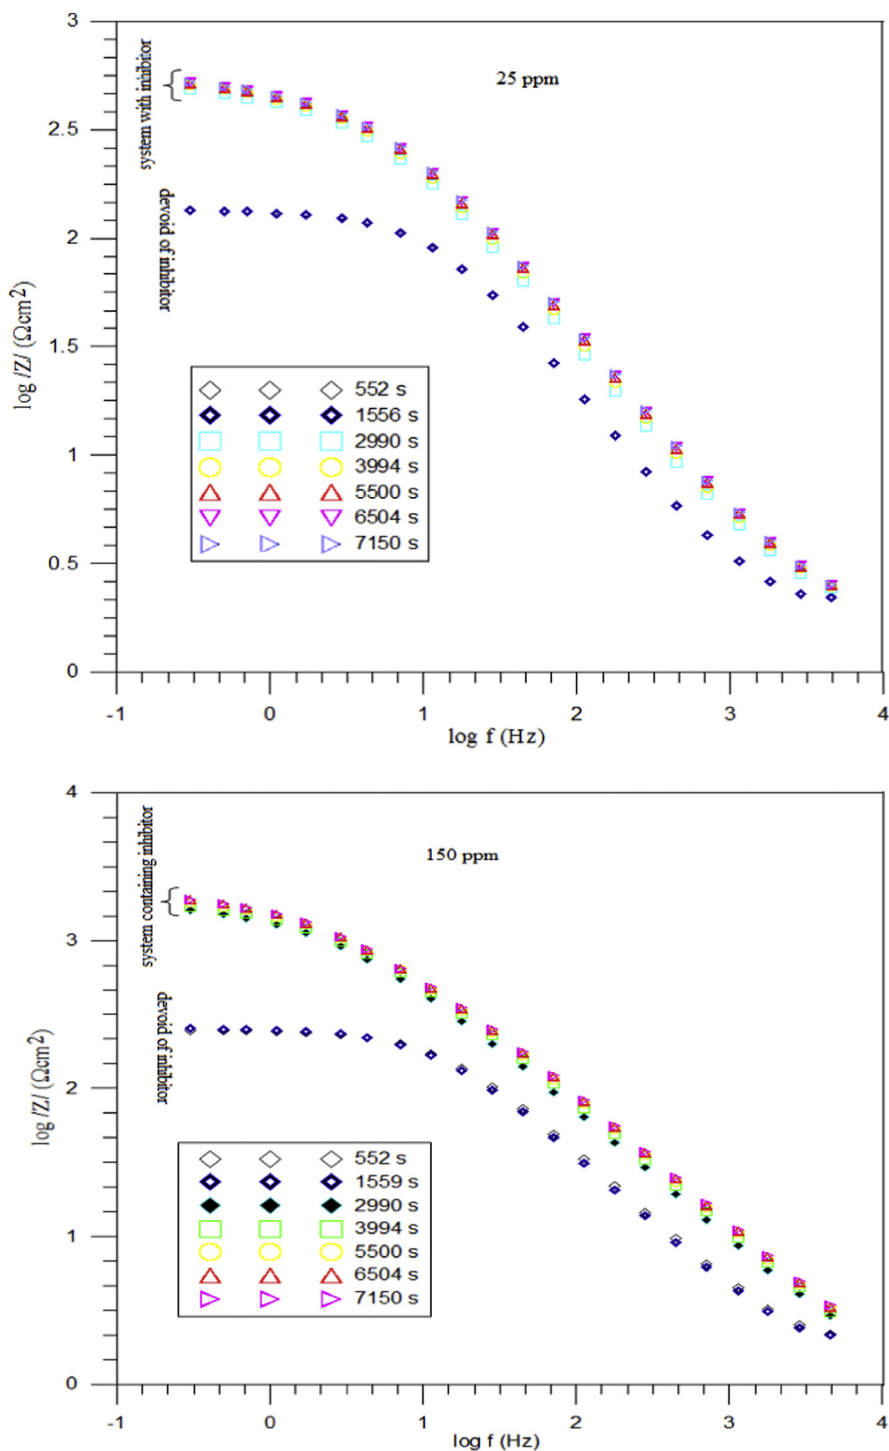 3
2.5
2
1.5
1
0.5
0
-1
0
1
2
3
4
log f (Hz)
log /Z/ (Ωcm²)
system with inhibitor
devoid of inhibitor
25 ppm
552 s
1556 s
2990 s
3994 s
5500 s
6504 s
7150 s
4
3
2
1
0
-1
0
1
2
3
4
log f (Hz)
log /Z/ (Ωcm²)
system containing inhibitor
devoid of inhibitor
150 ppm
552 s
1559 s
2990 s
3994 s
5500 s
6504 s
7150 s